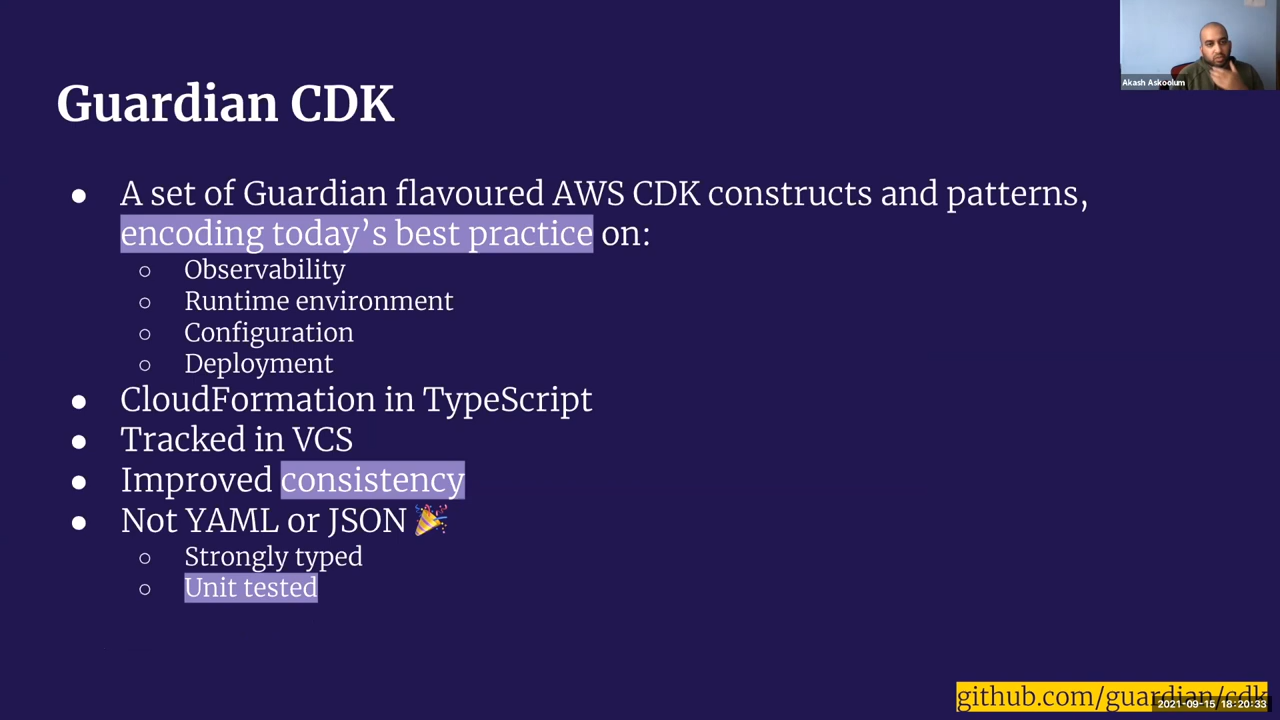 Akash Askoolum
Guardian CDK
● A set of Guardian flavoured AWS CDK constructs and patterns,
encoding today’s best practice on:
○ Observability
○ Runtime environment
○ Configuration
○ Deployment
● CloudFormation in TypeScript
● Tracked in VCS
● Improved consistency
● Not YAML or JSON 🎉
○ Strongly typed
○ Unit tested
github.com/guardian/cdk
2021-09-15 18:20:33